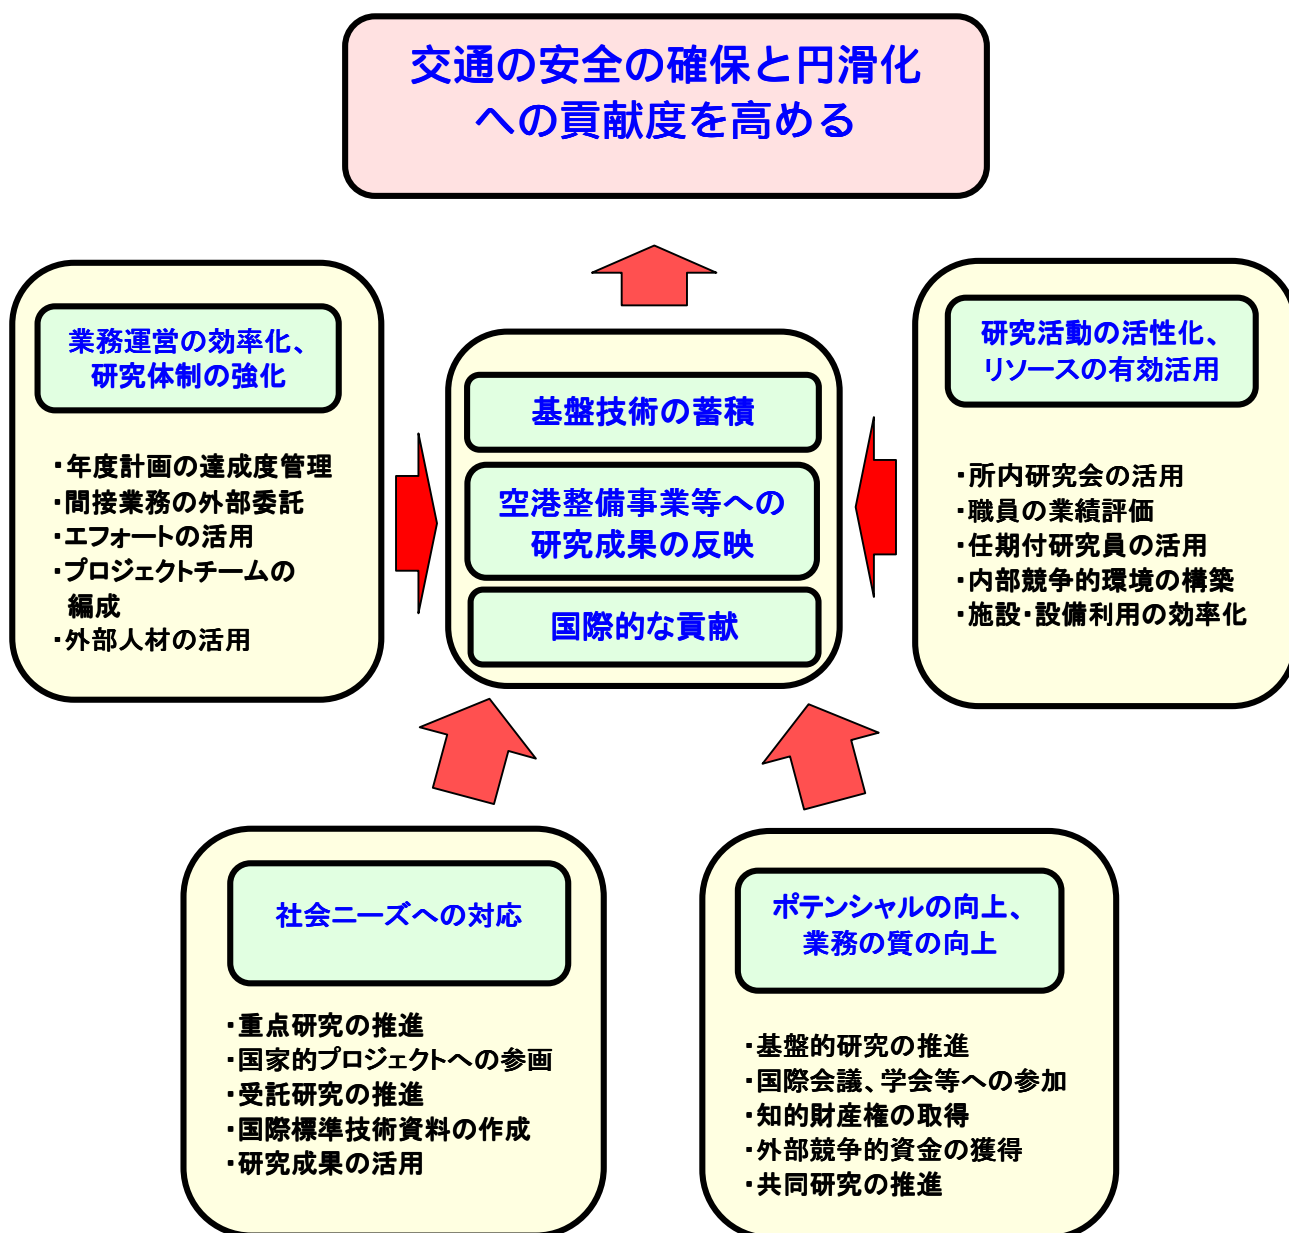 交通の安全の確保と円滑化
への貢献度を高める
業務運営の効率化、
研究体制の強化
・年度計画の達成度管理
・間接業務の外部委託
・エフォートの活用
・プロジェクトチームの
編成
・外部人材の活用
基盤技術の蓄積
空港整備事業等への
研究成果の反映
国際的な貢献
研究活動の活性化、
リソースの有効活用
・所内研究会の活用
・職員の業績評価
・任期付研究員の活用
・内部競争的環境の構築
・施設・設備利用の効率化
社会ニーズへの対応
・重点研究の推進
・国家的プロジェクトへの参画
・受託研究の推進
・国際標準技術資料の作成
・研究成果の活用
ポテンシャルの向上、
業務の質の向上
・基盤的研究の推進
・国際会議、学会等への参加
・知的財産権の取得
・外部競争的資金の獲得
・共同研究の推進